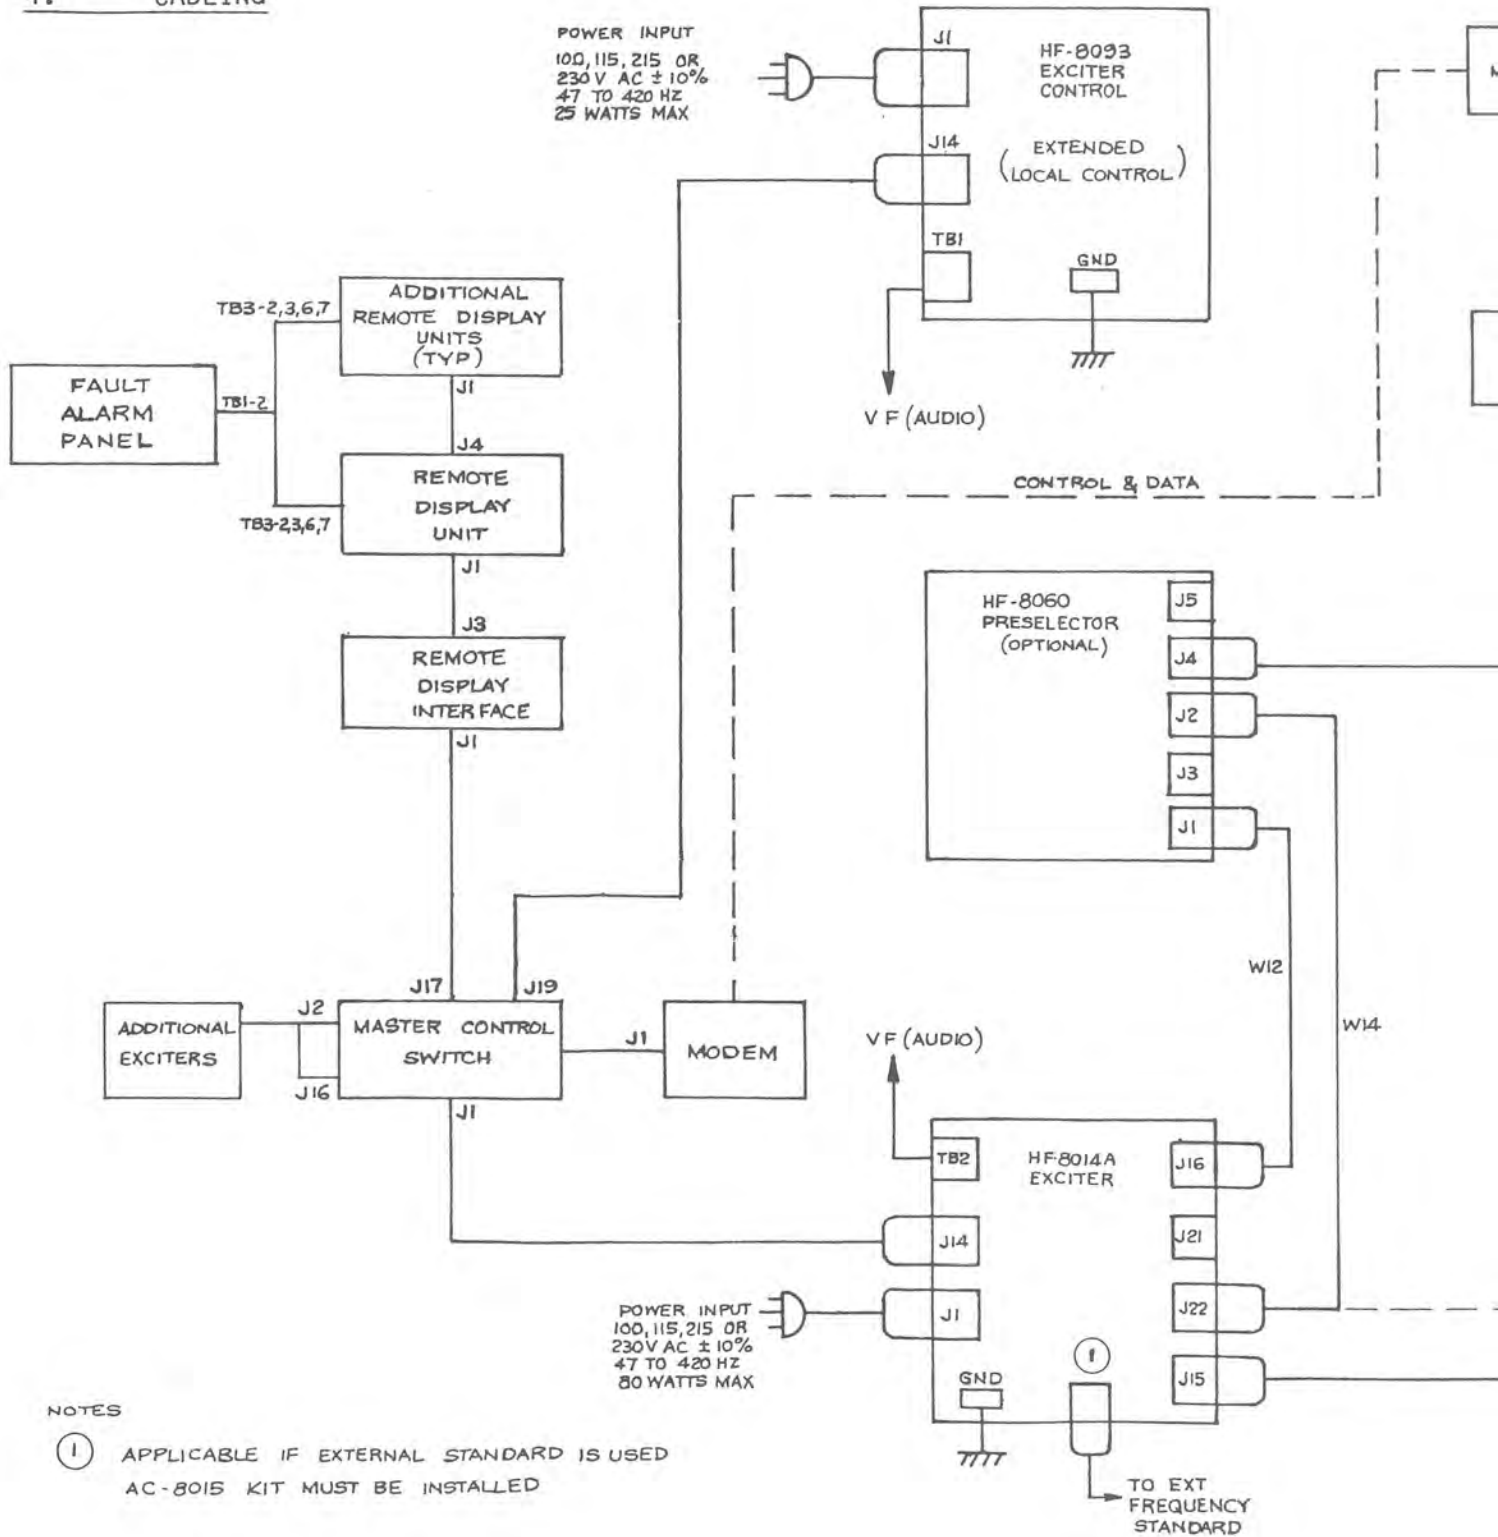 POWER INPUT
100, 115, 215 OR
230 V AC ± 10%
47 TO 420 HZ
25 WATTS MAX
J1
HF-8093
EXCITER
CONTROL
J14
EXTENDED
(LOCAL CONTROL)
TB1
GND
VF (AUDIO)
TB3-2,3,6,7
ADDITIONAL
REMOTE DISPLAY
UNITS
(TYP)
J1
FAULT
ALARM
PANEL
TB1-2
J4
REMOTE
DISPLAY
UNIT
TB3-2,3,6,7
J1
CONTROL & DATA
J3
REMOTE
DISPLAY
INTERFACE
J1
HF-8060
PRESELECTOR
(OPTIONAL)
J5
J4
J2
J3
J1
W12
W14
J17
J19
ADDITIONAL
EXCITERS
J2
J16
MASTER CONTROL
SWITCH
J1
MODEM
J1
VF (AUDIO)
TB2
HF-8014A
EXCITER
J16
J14
J21
POWER INPUT
100, 115, 215 OR
230V AC ± 10%
47 TO 420 HZ
80 WATTS MAX
J1
J22
1
J15
GND
TO EXT
FREQUENCY
STANDARD
NOTES
1 APPLICABLE IF EXTERNAL STANDARD IS USED
AC-8015 KIT MUST BE INSTALLED